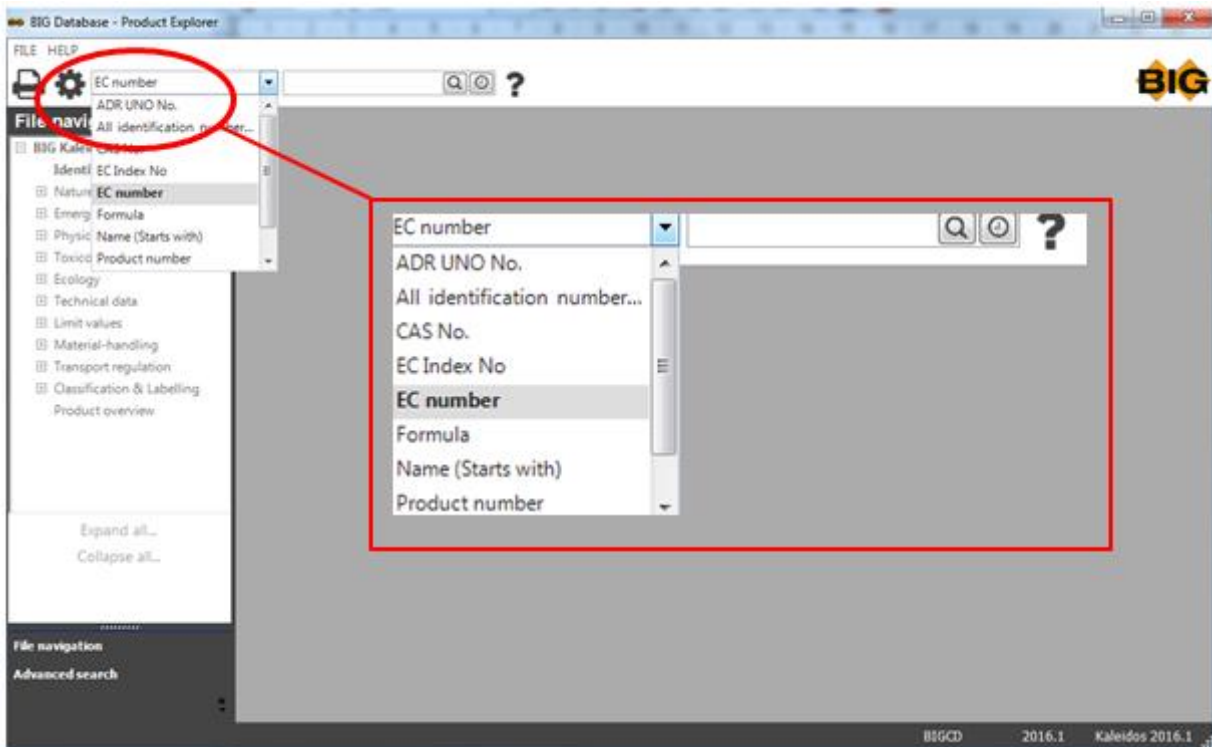 BIG Database - Product Explorer
FILE HELP
EC number
?
BIG
ADR UNO No.
All identification number...
EC Index No
EC number
Formula
Name (Starts with)
Product number
File navi
BIG Kale
Identi
Nature
Emerg
Physic
Toxico
Ecology
Technical data
Limit values
Material-handling
Transport regulation
Classification & Labelling
Product overview
Expand all...
Collapse all...
File navigation
Advanced search
EC number
?
ADR UNO No.
All identification number...
CAS No.
EC Index No
EC number
Formula
Name (Starts with)
Product number
BIGCD 2016.1 Kaleidos 2016.1